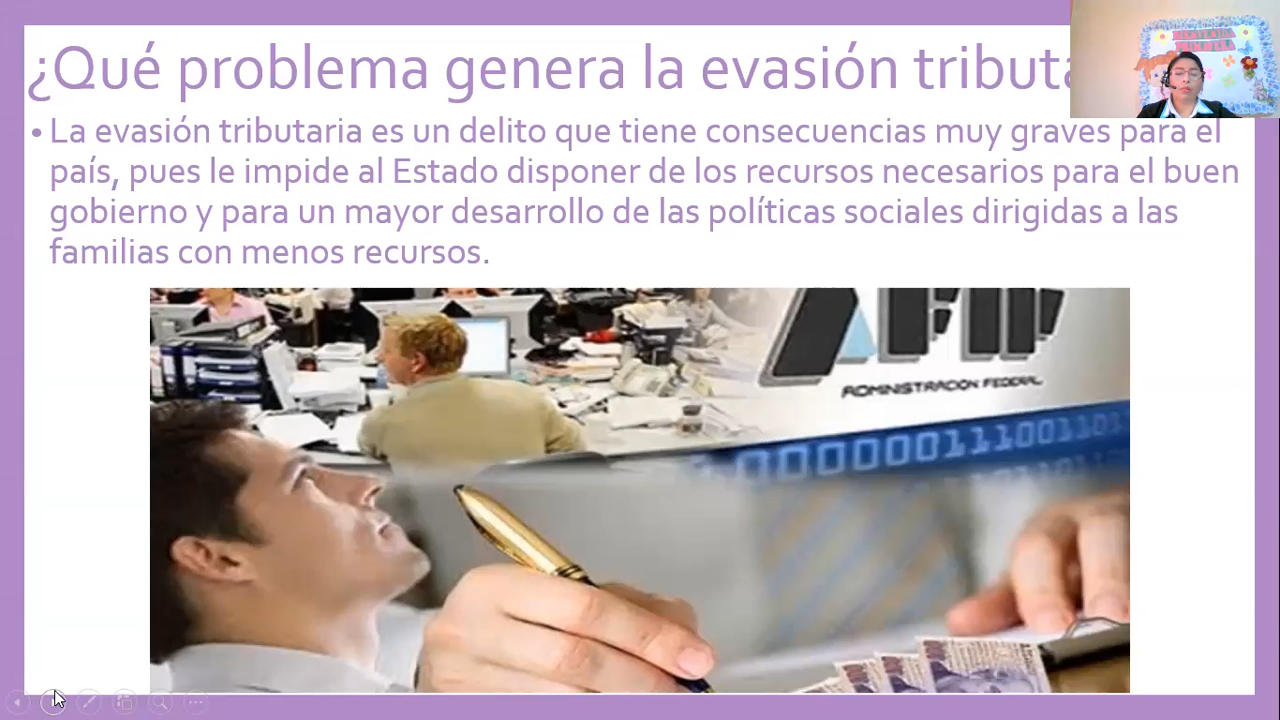 ¿Qué problema genera la evasión
La evasión tributaria es un delito que tiene consecuencias muy graves para el
país, pues le impide al Estado disponer de los recursos necesarios para el buen
gobierno y para un mayor desarrollo de las políticas sociales dirigidas a las
familias con menos recursos.
ADMINISTRACION FEDERAL
000000111001101